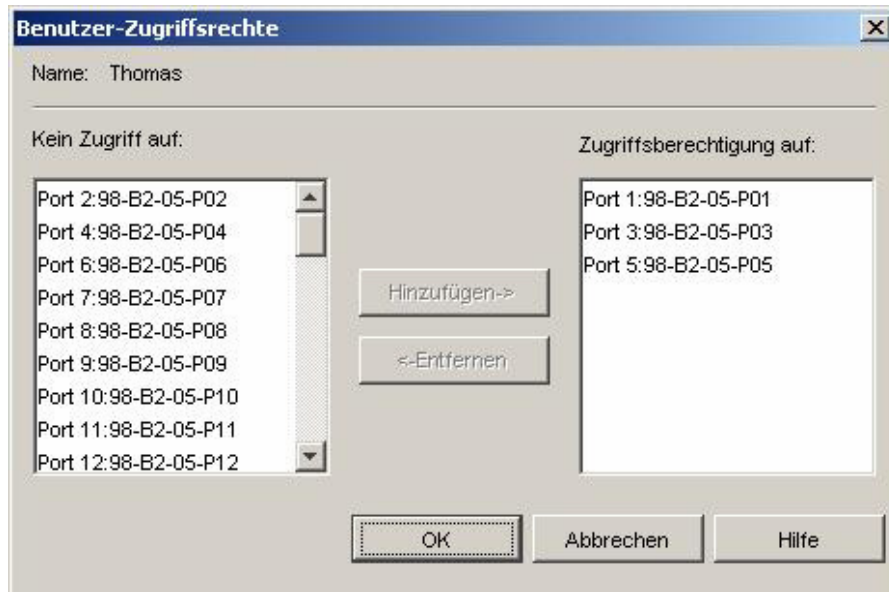 Benutzer-Zugriffsrechte
Name: Thomas
Kein Zugriff auf:
Port 2:98-B2-05-P02
Port 4:98-B2-05-P04
Port 6:98-B2-05-P06
Port 7:98-B2-05-P07
Port 8:98-B2-05-P08
Port 9:98-B2-05-P09
Port 10:98-B2-05-P10
Port 11:98-B2-05-P11
Port 12:98-B2-05-P12
Hinzufügen->
<-Entfernen
Zugriffsberechtigung auf:
Port 1:98-B2-05-P01
Port 3:98-B2-05-P03
Port 5:98-B2-05-P05
OK
Abbrechen
Hilfe